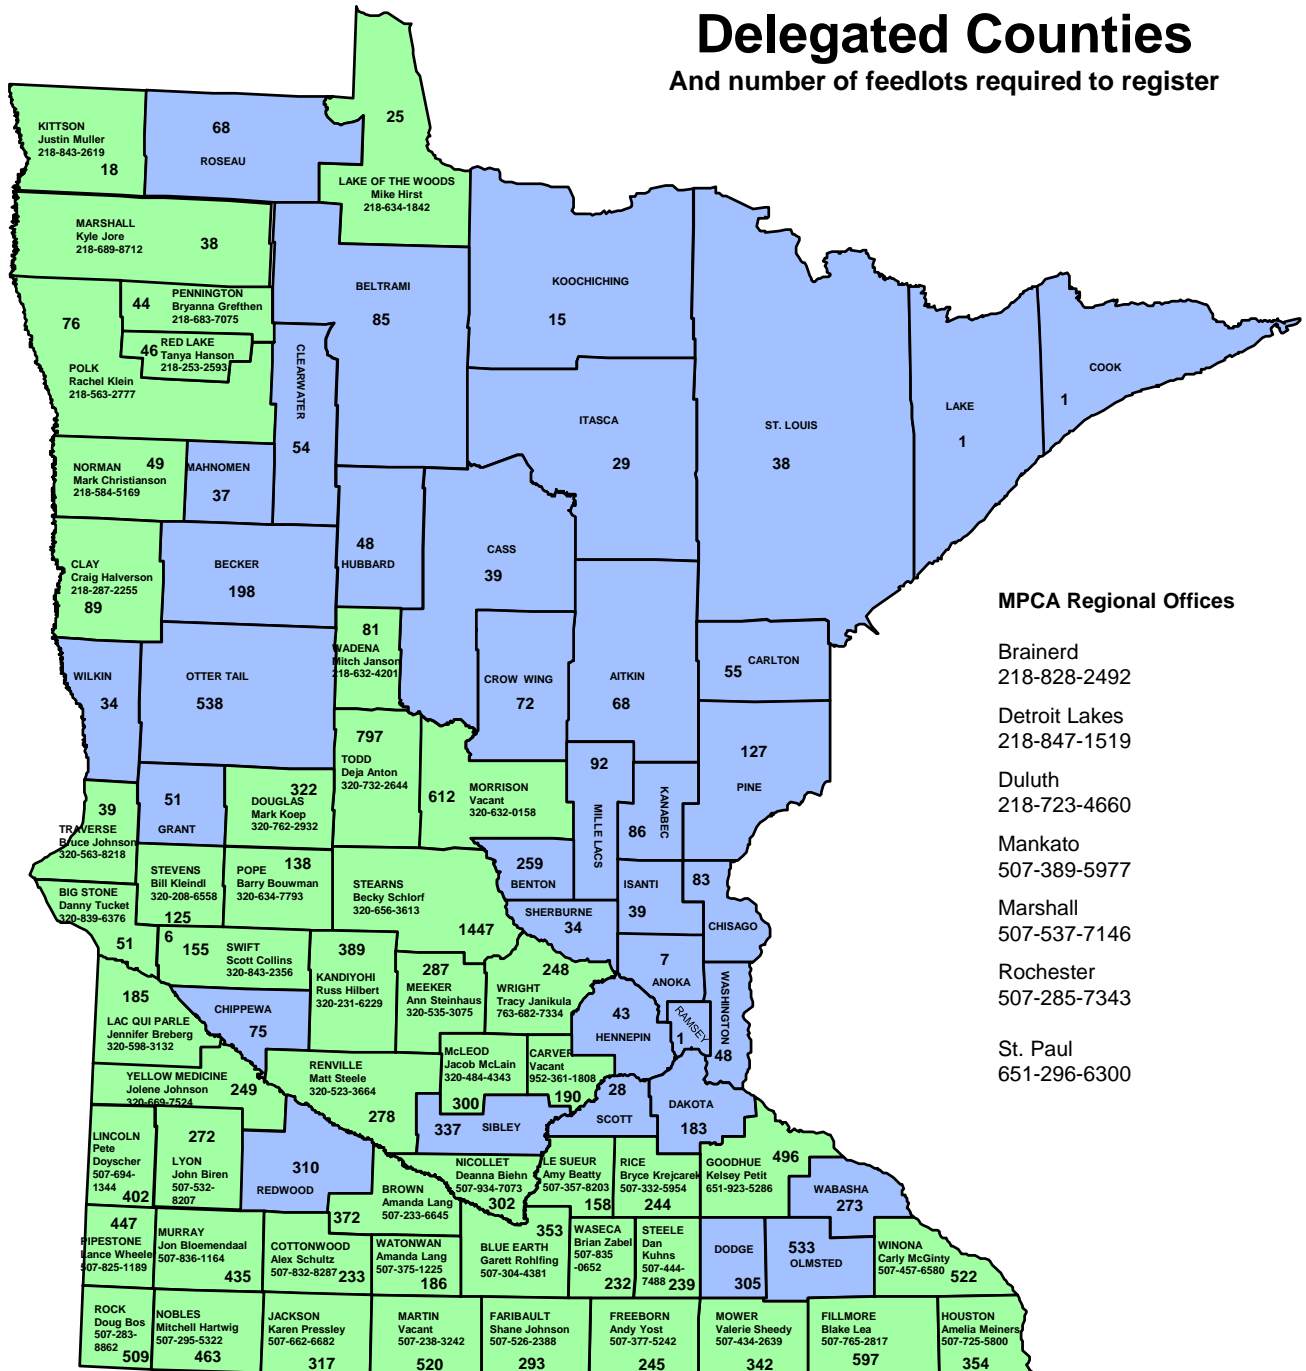 Delegated Counties
And number of feedlots required to register
KITTSON
Justin Muller
218-843-2619
18
68
ROSEAU
25
LAKE OF THE WOODS
Mike Hirst
218-634-1842
MARSHALL
Kyle Jore
218-689-8712
38
BELTRAMI
85
KOOCHICHING
15
PENNINGTON
Bryanna Grefthen
218-683-7075
44
RED LAKE
Tanya Hanson
218-253-2593
46
76
POLK
Rachel Klein
218-563-2777
CLEARWATER
54
ITASCA
29
ST. LOUIS
38
LAKE
1
COOK
1
NORMAN
Mark Christianson
218-584-5169
49
MAHNOMEN
37
CLAY
Craig Halverson
218-287-2255
89
BECKER
198
48
HUBBARD
CASS
39
81
WADENA
Mitch Janson
218-632-4201
WILKIN
34
OTTER TAIL
538
CROW WING
72
AITKIN
68
55
CARLTON
127
PINE
797
TODD
Deja Anton
320-732-2644
612
MORRISON
Vacant
320-632-0158
92
MILLE LACS
KANABEC
86
39
TRAVERSE
Bruce Johnson
320-563-8218
51
GRANT
322
DOUGLAS
Mark Koep
320-762-2932
STEVENS
Bill Kleindl
320-208-6558
125
138
POPE
Barry Bouwman
320-634-7793
STEARNS
Becky Schlorf
320-656-3613
1447
259
BENTON
SHERBURNE
34
ISANTI
39
83
CHISAGO
BIG STONE
Danny Tucket
320-839-6376
51
6
155
SWIFT
Scott Collins
320-843-2356
389
KANDIYOHI
Russ Hilbert
320-231-6229
287
MEEKER
Ann Steinhaus
320-535-3075
248
WRIGHT
Tracy Janikula
763-682-7334
7
ANOKA
WASHINGTON
48
RAMSEY
1
43
HENNEPIN
185
LAC QUI PARLE
Jennifer Breberg
320-598-3132
CHIPPEWA
75
YELLOW MEDICINE
Jolene Johnson
320-669-7524
249
RENVILLE
Matt Steele
320-523-3664
278
McLEOD
Jacob McLain
320-484-4343
300
CARVER
Vacant
952-361-1808
190
28
SCOTT
DAKOTA
183
337
SIBLEY
LINCOLN
Pete
Doyscher
507-694-
1344
402
272
LYON
John Biren
507-532-
8207
310
REDWOOD
BROWN
Amanda Lang
507-233-6645
372
NICOLLET
Deanna Biehn
507-934-7073
302
LE SUEUR
Amy Beatty
507-357-8203
158
RICE
Bryce Krejcarek
507-332-5954
244
496
GOODHUE
Kelsey Petit
651-923-5286
WABASHA
273
447
PIPESTONE
Lance Wheele
507-825-1189
MURRAY
Jon Bloemendaal
507-836-1164
435
COTTONWOOD
Alex Schultz
507-832-8287
233
WATONWAN
Amanda Lang
507-375-1225
186
353
BLUE EARTH
Garett Rohlfing
507-304-4381
WASECA
Brian Zabel
507-835
-0652
232
STEELE
Dan
Kuhns
507-444-
7488
239
DODGE
305
533
OLMSTED
WINONA
Carly McGinty
507-457-6580
522
ROCK
Doug Bos
507-283-
8862
509
NOBLES
Mitchell Hartwig
507-295-5322
463
JACKSON
Karen Pressley
507-662-6682
317
MARTIN
Vacant
507-238-3242
520
FARIBAULT
Shane Johnson
507-526-2388
293
FREEBORN
Andy Yost
507-377-5242
245
MOWER
Valerie Sheedy
507-434-2639
342
FILLMORE
Blake Lea
507-765-2817
597
HOUSTON
Amelia Meiners
507-725-5800
354
MPCA Regional Offices
Brainerd
218-828-2492
Detroit Lakes
218-847-1519
Duluth
218-723-4660
Mankato
507-389-5977
Marshall
507-537-7146
Rochester
507-285-7343
St. Paul
651-296-6300